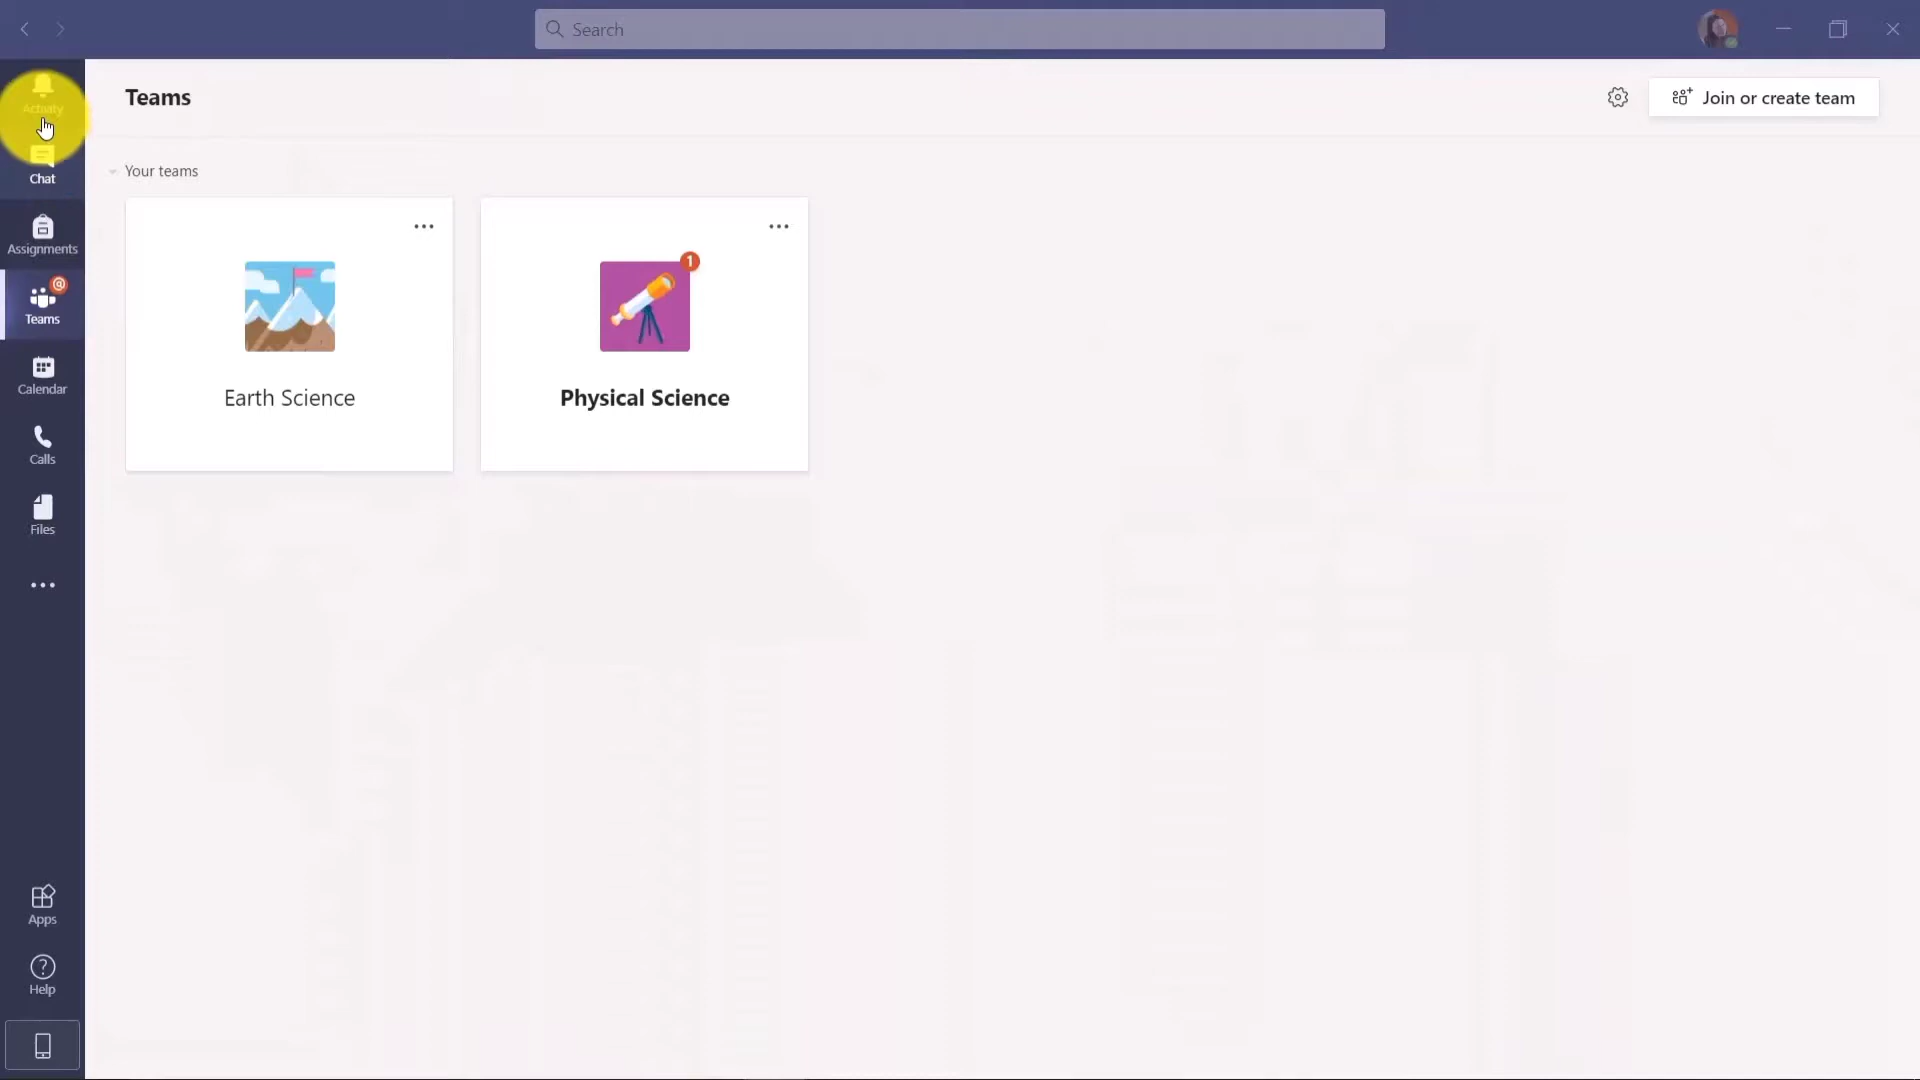 Search
Activity
Teams
Join or create team
Chat
Your teams
Assignments
@
Teams
1
Calendar
Earth Science
Physical Science
Calls
Files
Apps
?
Help